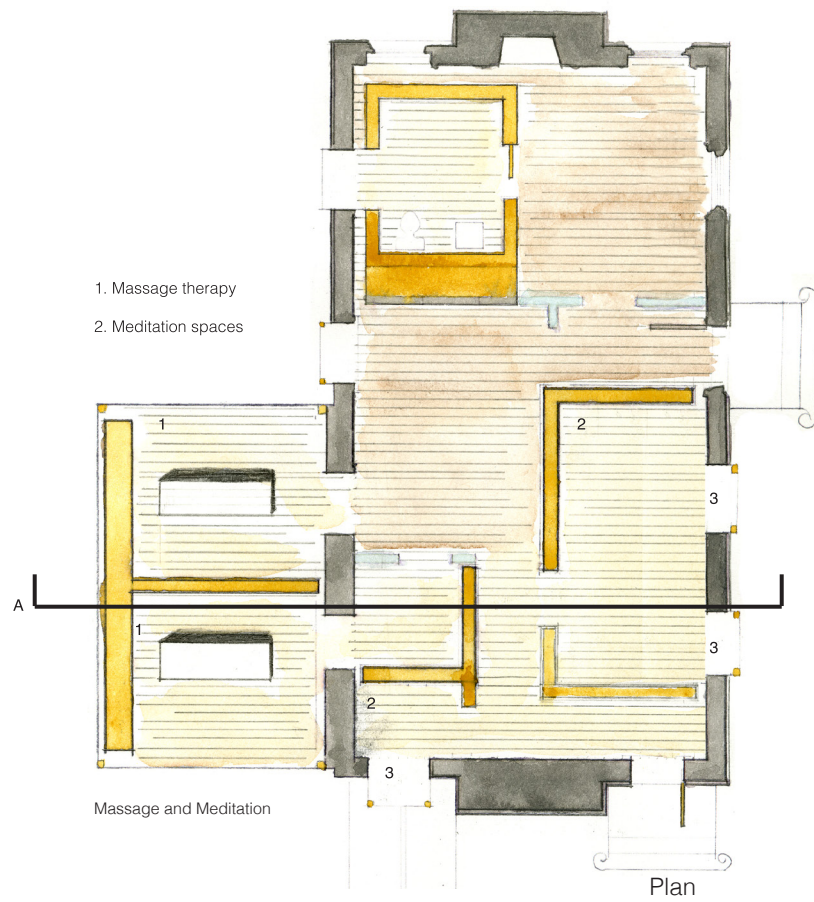 1. Massage therapy
2. Meditation spaces
1
2
3
A
1
3
2
3
Massage and Meditation
Plan